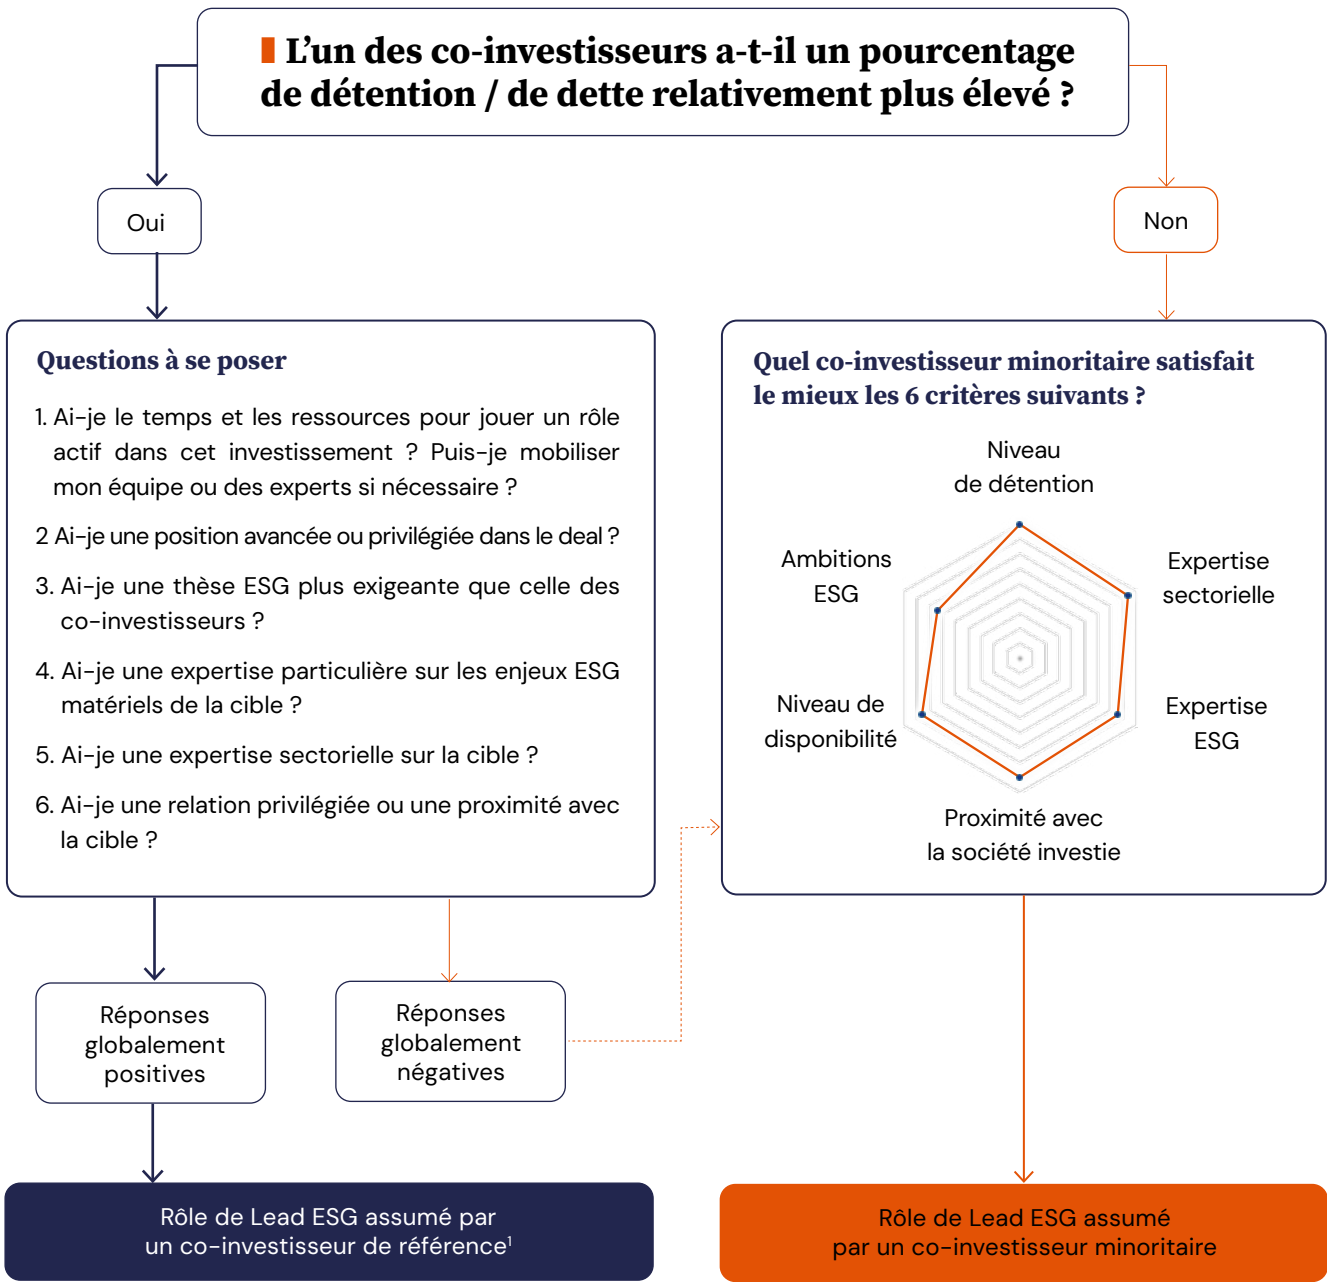 L’un des co-investisseurs a-t-il un pourcentage
de détention / de dette relativement plus élevé ?
Oui
Non
Questions à se poser
1. Ai-je le temps et les ressources pour jouer un rôle
actif dans cet investissement ? Puis-je mobiliser
mon équipe ou des experts si nécessaire ?
2 Ai-je une position avancée ou privilégiée dans le deal ?
3. Ai-je une thèse ESG plus exigeante que celle des
co-investisseurs ?
4. Ai-je une expertise particulière sur les enjeux ESG
matériels de la cible ?
5. Ai-je une expertise sectorielle sur la cible ?
6. Ai-je une relation privilégiée ou une proximité avec
la cible ?
Quel co-investisseur minoritaire satisfait
le mieux les 6 critères suivants ?
Niveau
de détention
Ambitions
ESG
Expertise
sectorielle
Niveau de
disponibilité
Expertise
ESG
Proximité avec
la société investie
Réponses
globalement
positives
Réponses
globalement
négatives
Rôle de Lead ESG assumé par
un co-investisseur de référence¹
Rôle de Lead ESG assumé
par un co-investisseur minoritaire